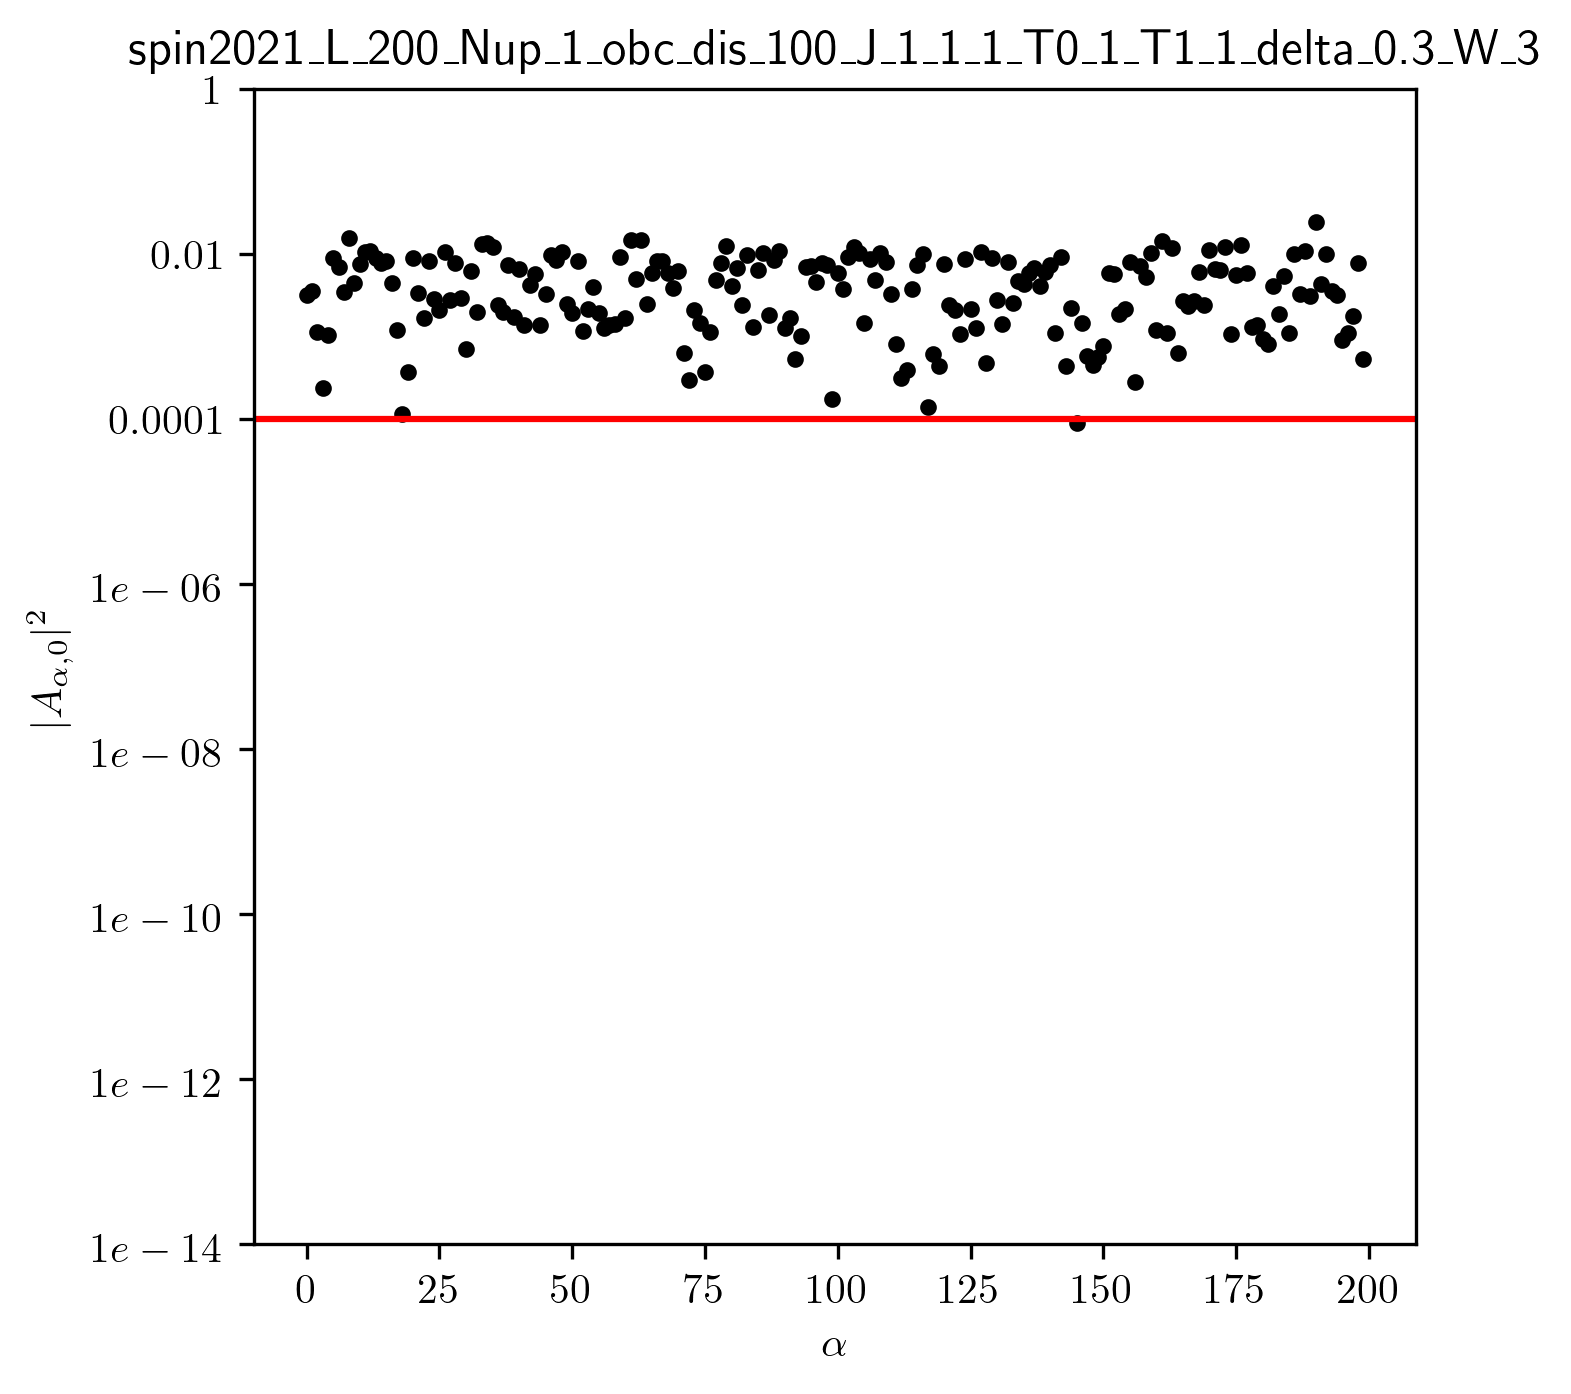 spin2021_L_200_Nup_1_obc_dis_100_J_1_1_1_T0_1_T1_1_delta_0.3_W_3
1
0.01
0.0001
1e − 06
1e − 08
1e − 10
1e − 12
1e − 14
|A_{α,0}|^2
0 25 50 75 100 125 150 175 200
α